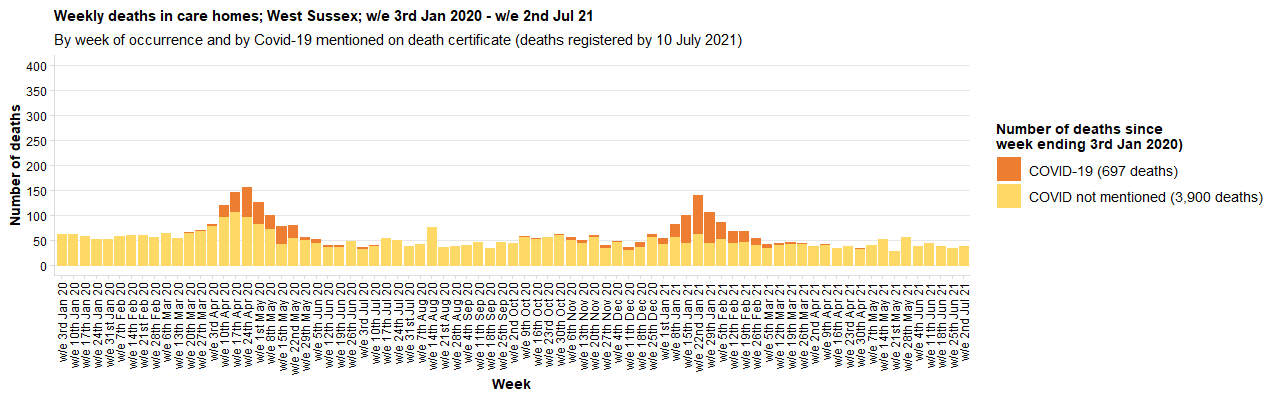 Weekly deaths in care homes; West Sussex; w/e 3rd Jan 2020 - w/e 2nd Jul 21
By week of occurrence and by Covid-19 mentioned on death certificate (deaths registered by 10 July 2021)
Number of deaths
400
350
300
250
200
150
100
50
0
w/e 3rd Jan 20
w/e 10th Jan 20
w/e 17th Jan 20
w/e 24th Jan 20
w/e 31st Jan 20
w/e 7th Feb 20
w/e 14th Feb 20
w/e 21st Feb 20
w/e 28th Feb 20
w/e 6th Mar 20
w/e 13th Mar 20
w/e 20th Mar 20
w/e 27th Mar 20
w/e 3rd Apr 20
w/e 10th Apr 20
w/e 17th Apr 20
w/e 24th Apr 20
w/e 1st May 20
w/e 8th May 20
w/e 15th May 20
w/e 22nd May 20
w/e 29th May 20
w/e 5th Jun 20
w/e 12th Jun 20
w/e 19th Jun 20
w/e 26th Jun 20
w/e 3rd Jul 20
w/e 10th Jul 20
w/e 17th Jul 20
w/e 24th Jul 20
w/e 31st Jul 20
w/e 7th Aug 20
w/e 14th Aug 20
w/e 21st Aug 20
w/e 28th Aug 20
w/e 4th Sep 20
w/e 11th Sep 20
w/e 18th Sep 20
w/e 25th Sep 20
w/e 2nd Oct 20
w/e 9th Oct 20
w/e 16th Oct 20
w/e 23rd Oct 20
w/e 30th Oct 20
w/e 6th Nov 20
w/e 13th Nov 20
w/e 20th Nov 20
w/e 27th Nov 20
w/e 4th Dec 20
w/e 11th Dec 20
w/e 18th Dec 20
w/e 25th Dec 20
w/e 1st Jan 21
w/e 8th Jan 21
w/e 15th Jan 21
w/e 22nd Jan 21
w/e 29th Jan 21
w/e 5th Feb 21
w/e 12th Feb 21
w/e 19th Feb 21
w/e 26th Feb 21
w/e 5th Mar 21
w/e 12th Mar 21
w/e 19th Mar 21
w/e 26th Mar 21
w/e 2nd Apr 21
w/e 9th Apr 21
w/e 16th Apr 21
w/e 23rd Apr 21
w/e 30th Apr 21
w/e 7th May 21
w/e 14th May 21
w/e 21st May 21
w/e 28th May 21
w/e 4th Jun 21
w/e 11th Jun 21
w/e 18th Jun 21
w/e 25th Jun 21
w/e 2nd Jul 21
Week
Number of deaths since
week ending 3rd Jan 2020)
COVID-19 (697 deaths)
COVID not mentioned (3,900 deaths)